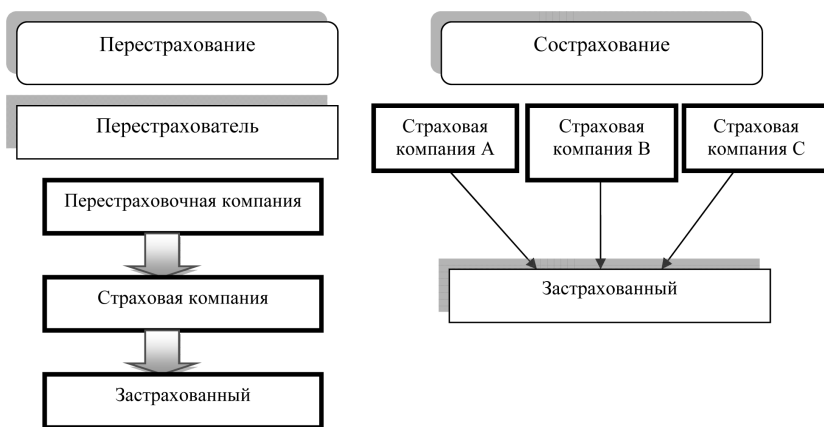 Перестрахование
Перестрахователь
Перестраховочная компания
Страховая компания
Застрахованный
Сострахование
Страховая
компания А
Страховая
компания В
Страховая
компания С
Застрахованный